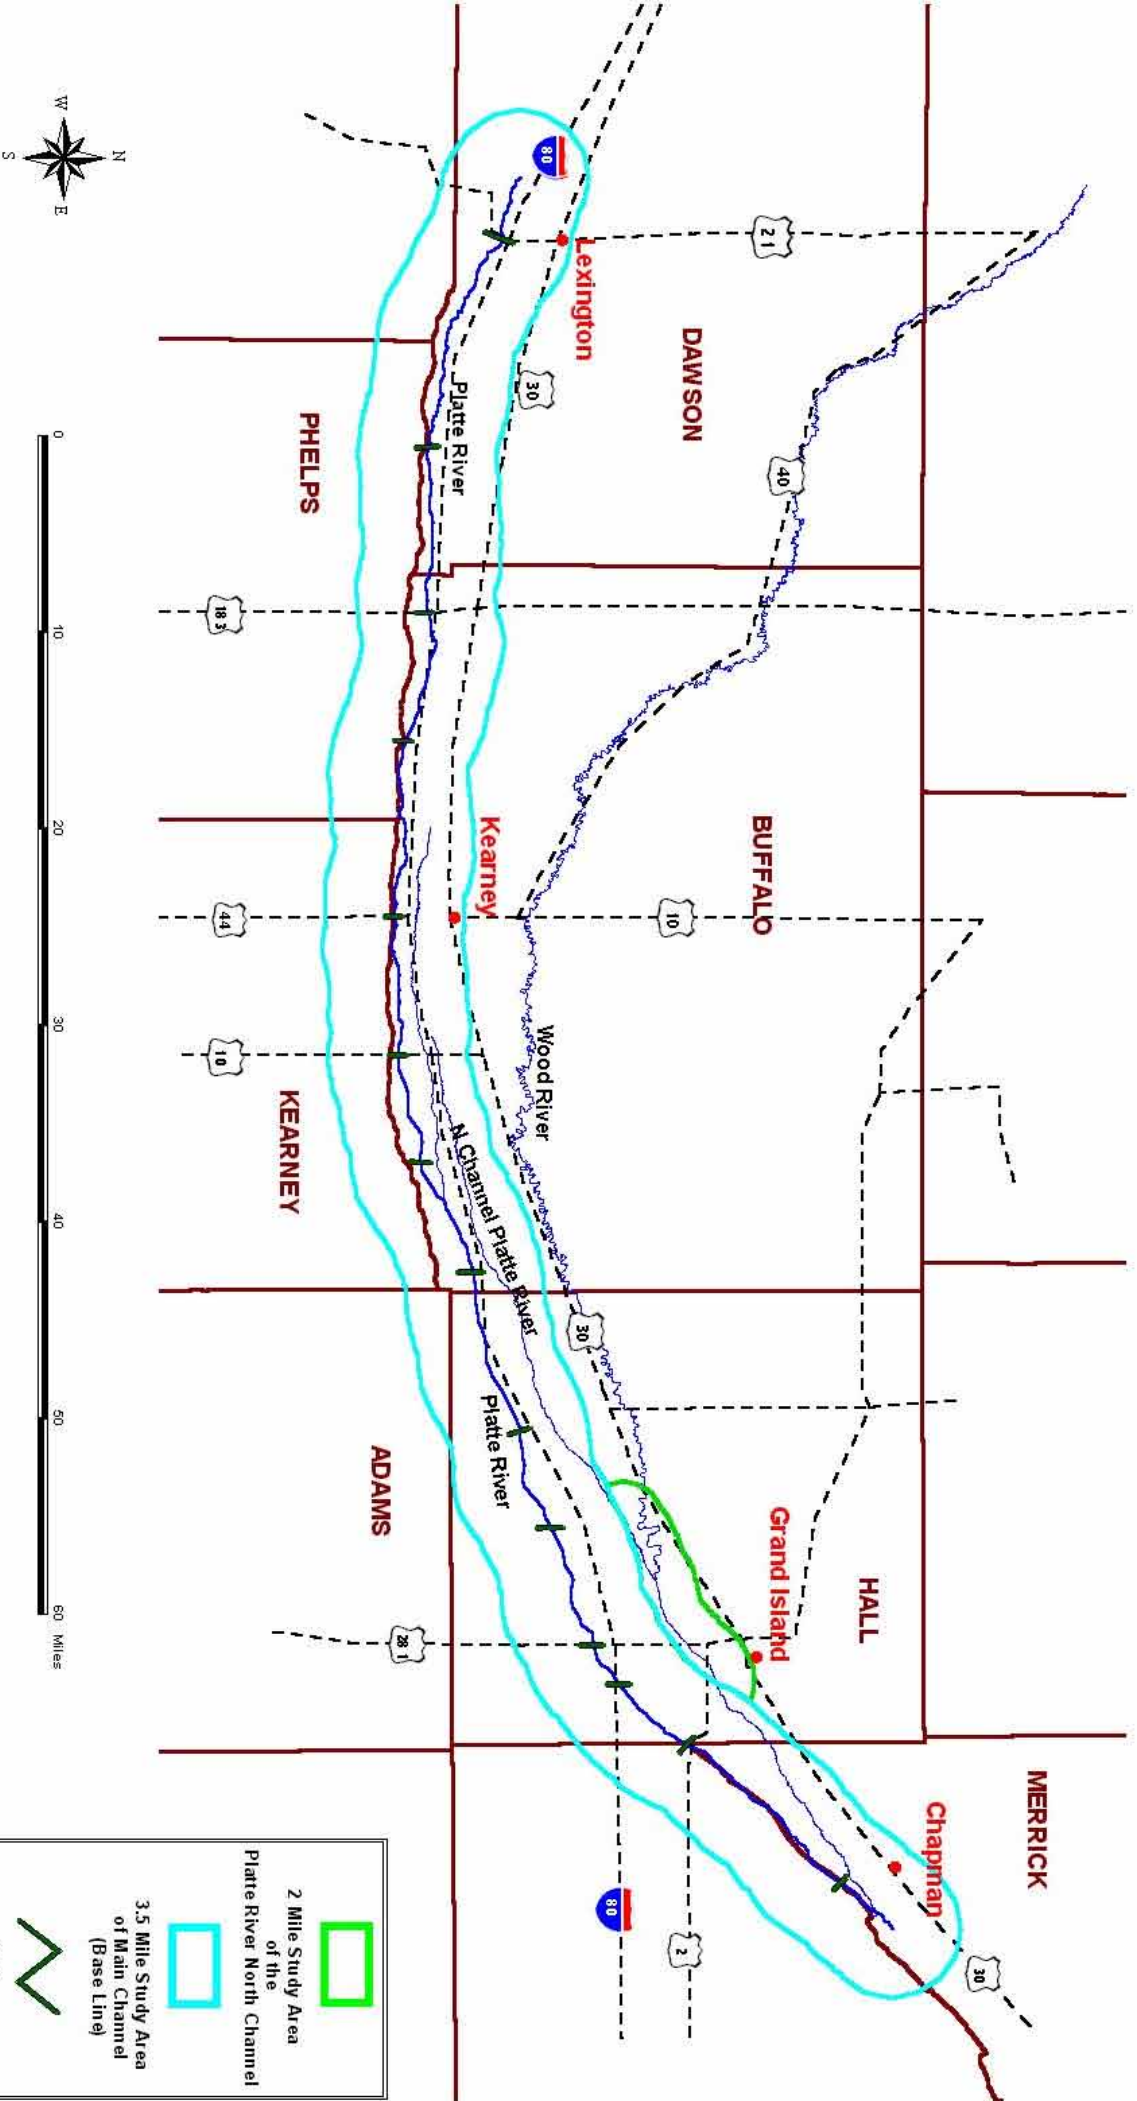 MERRICK
Chapman
30
2
80
HALL
Grand Island
281
ADAMS
30
Platte River
N Channel Platte River
Wood River
BUFFALO
10
Kearney
44
10
KEARNEY
DAWSON
40
21
Lexington
80
30
Platte River
PHELPS
183
N
W
E
S
0
10
20
30
40
50
60 Miles
2 Mile Study Area
of the
Platte River North Channel
3.5 Mile Study Area
of Main Channel
(Base Line)